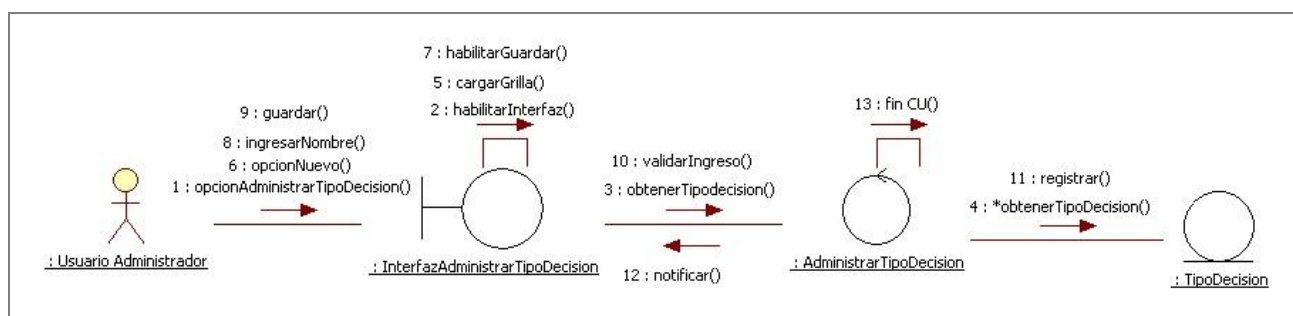 7 : habilitarGuardar()
5 : cargarGrilla()
2 : habilitarInterfaz()
13 : fin CU()
9 : guardar()
8 : ingresarNombre()
6 : opcionNuevo()
1 : opcionAdministrarTipoDecision()
10 : validarIngreso()
3 : obtenerTipodecision()
11 : registrar()
4 : *obtenerTipoDecision()
12 : notificar()
: Usuario Administrador
: InterfazAdministrarTipoDecision
: AdministrarTipoDecision
: TipoDecision